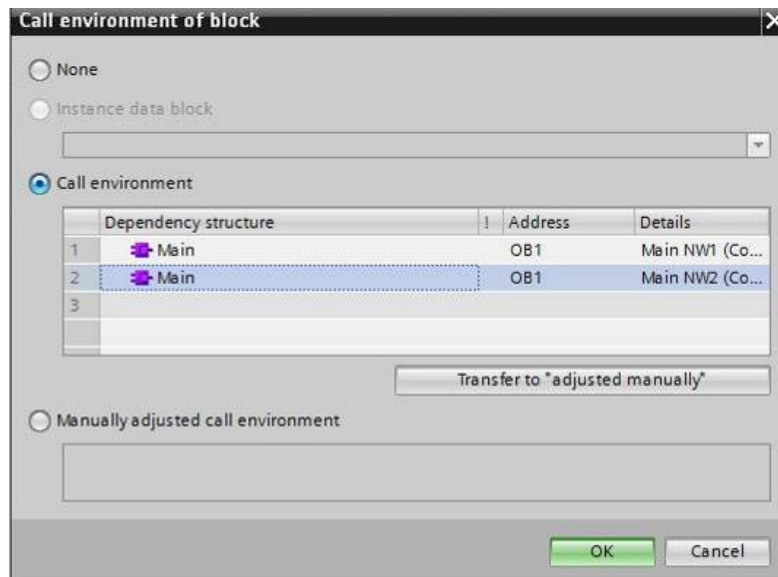 Call environment of block
None
Instance data block
Call environment
Dependency structure ! Address Details
1 Main OB1 Main NW1 (Co...
2 Main OB1 Main NW2 (Co...
3
Transfer to "adjusted manually"
Manually adjusted call environment
OK Cancel